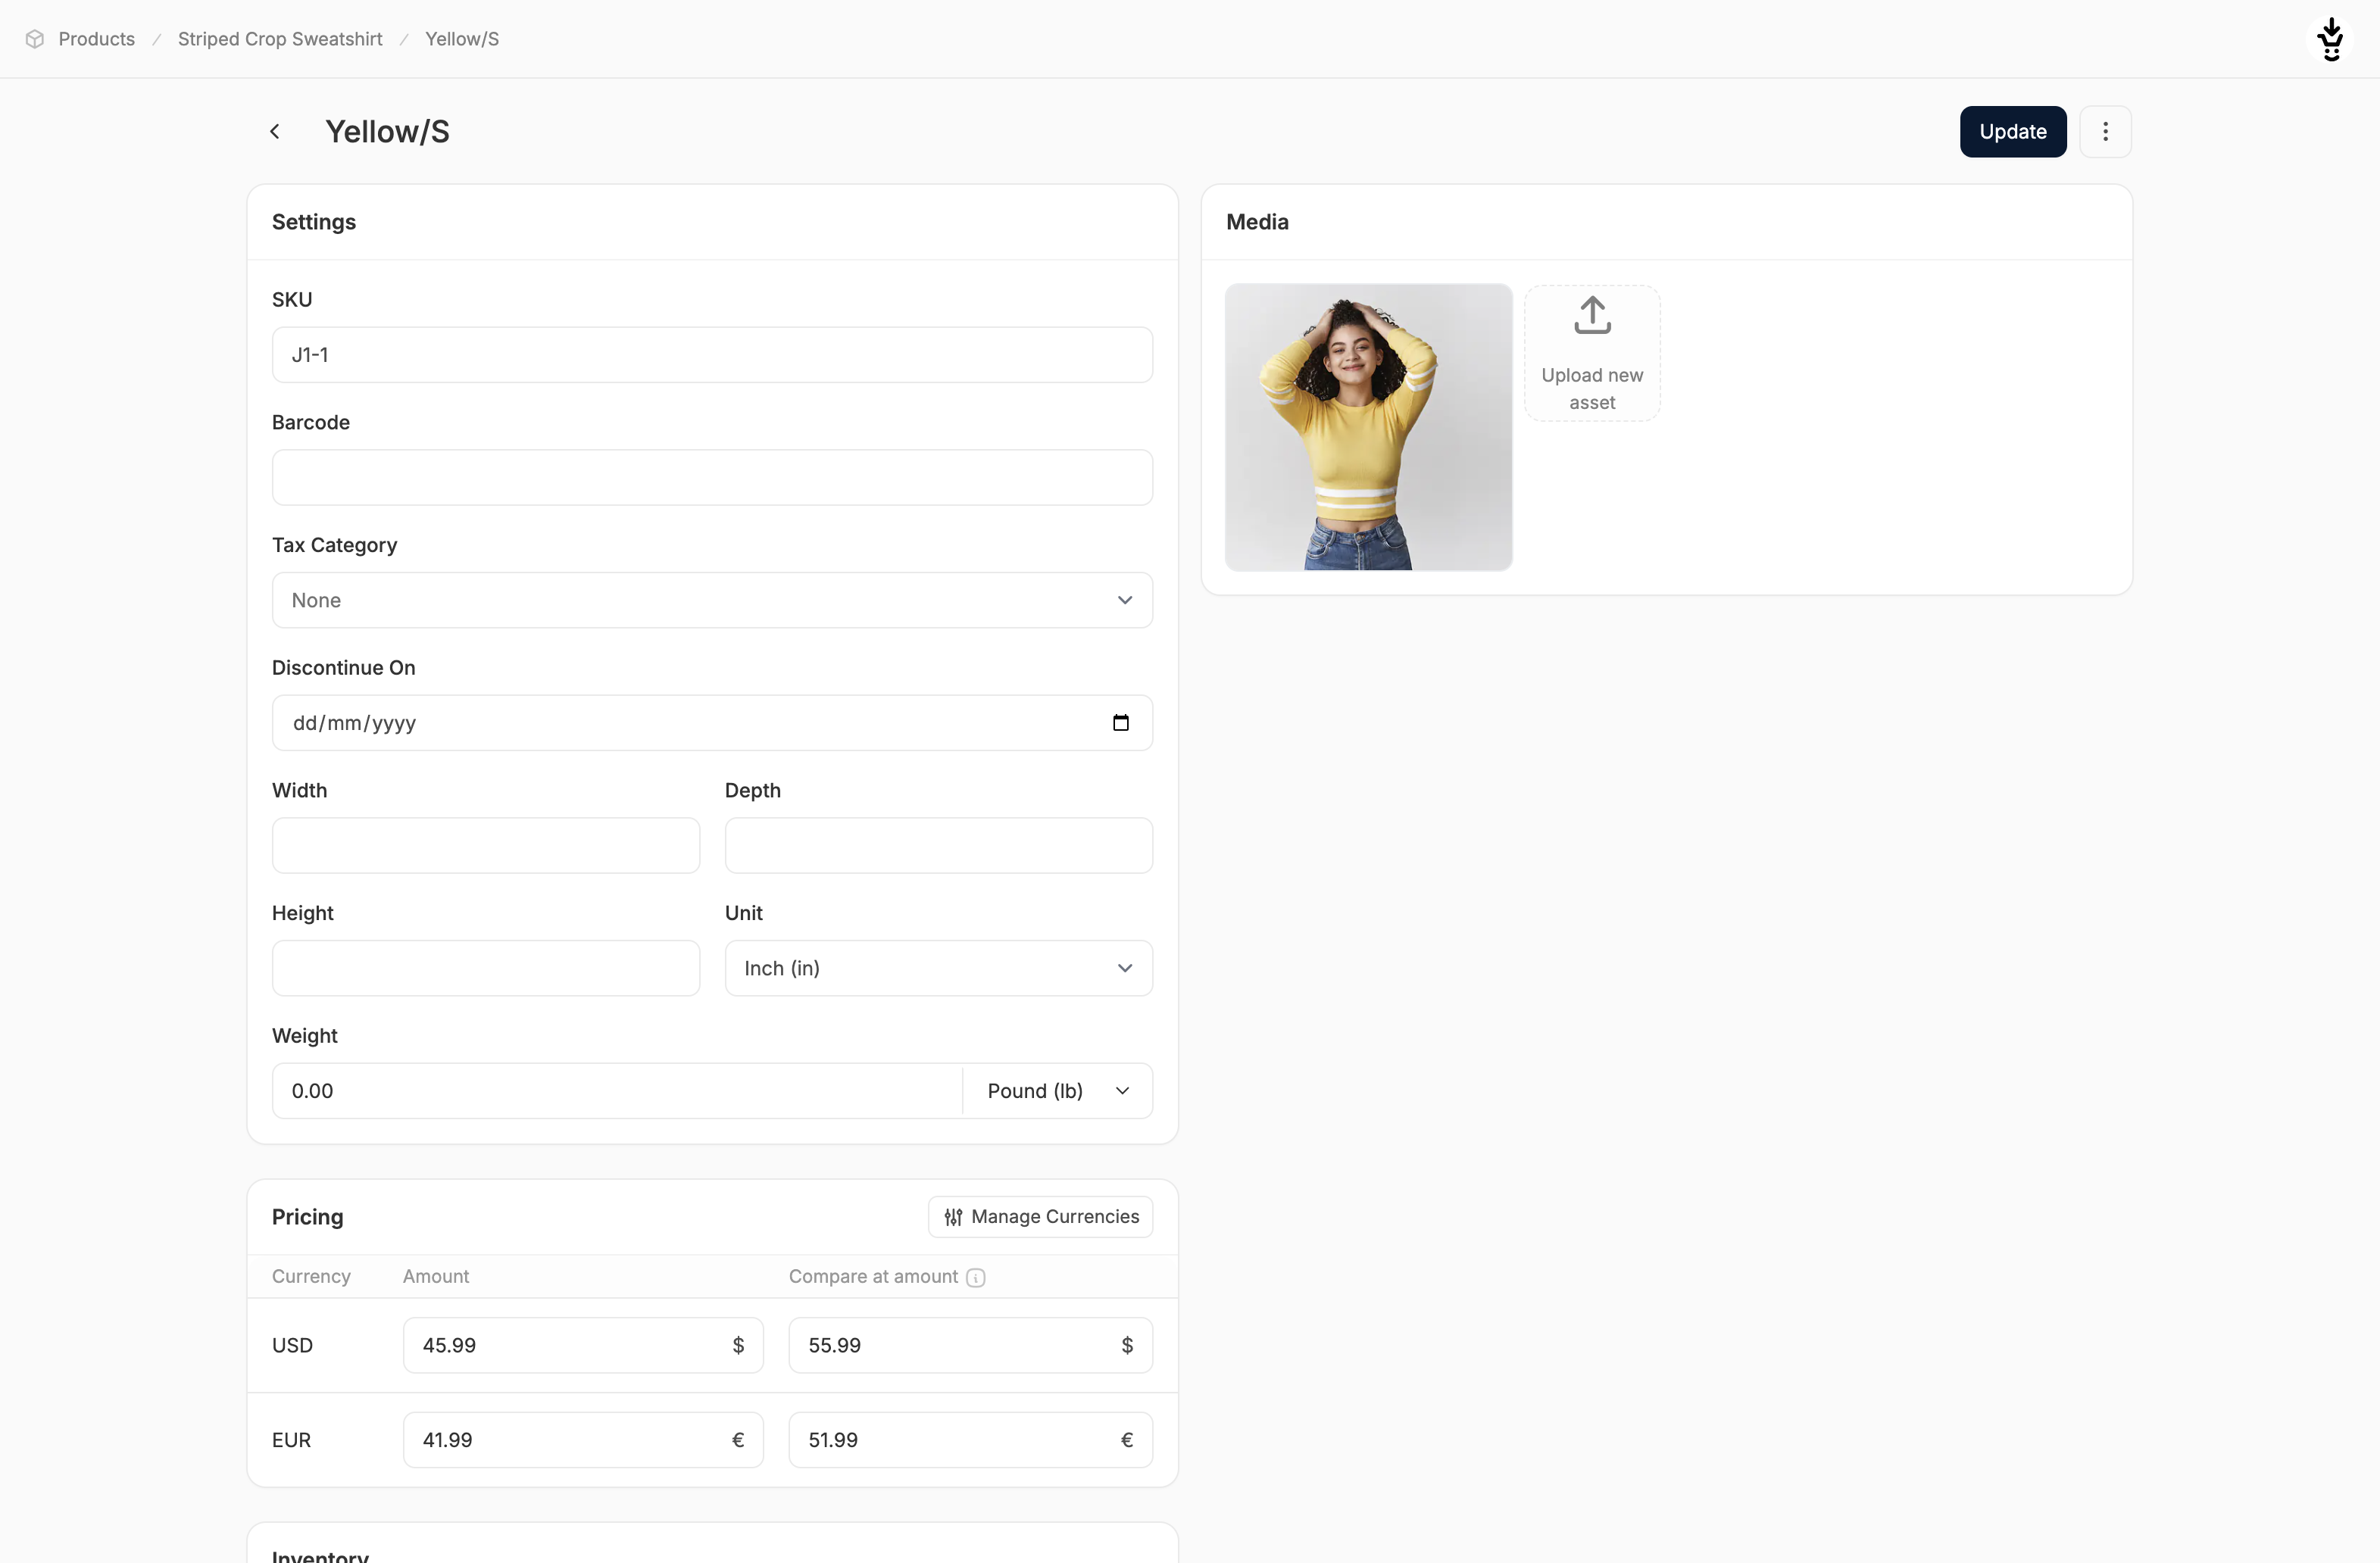 Products / Striped Crop Sweatshirt / Yellow/S
Yellow/S
Update
Settings
SKU
J1-1
Barcode
Tax Category
None
Discontinue On
dd/mm/yyyy
Width
Depth
Height
Unit
Inch (in)
Weight
0.00
Pound (lb)
Media
Upload new
asset
Pricing
Manage Currencies
Currency Amount Compare at amount
USD 45.99 $ 55.99 $
EUR 41.99 € 51.99 €
Inventory